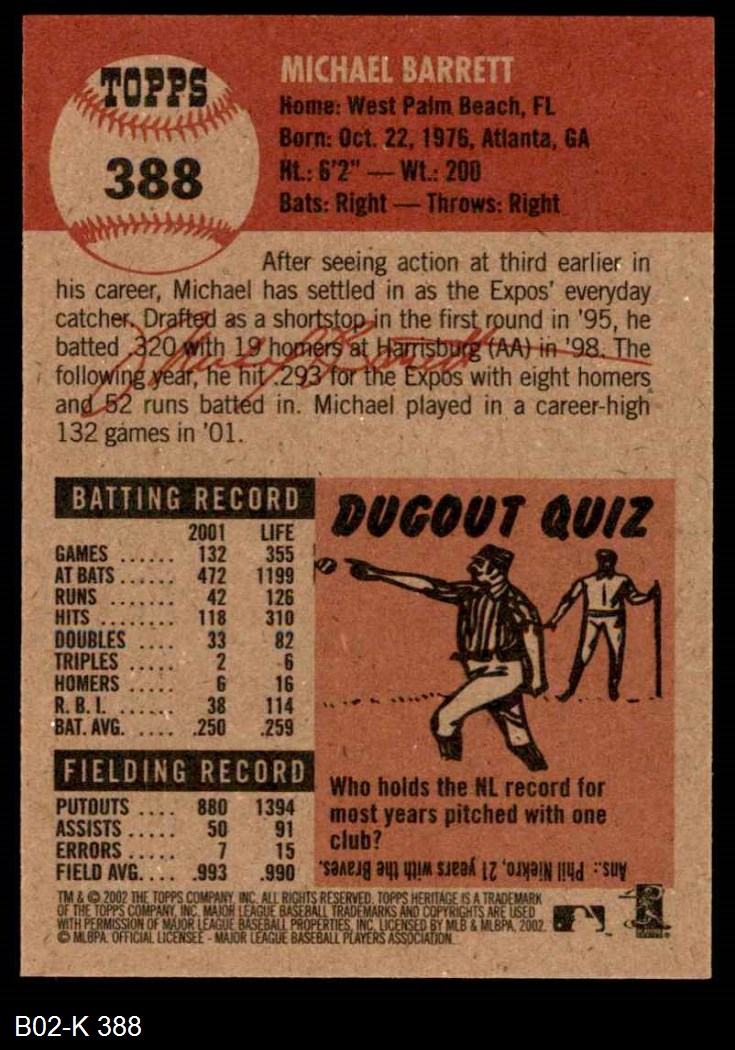 TOPPS
388
MICHAEL BARRETT
Home: West Palm Beach, FL
Born: Oct. 22, 1976, Atlanta, GA
Ht.: 6'2" — Wt.: 200
Bats: Right — Throws: Right
After seeing action at third earlier in
his career, Michael has settled in as the Expos' everyday
catcher. Drafted as a shortstop in the first round in '95, he
batted .320 with 19 homers at Harrisburg (AA) in '98. The
following year, he hit .293 for the Expos with eight homers
and 52 runs batted in. Michael played in a career-high
132 games in '01.
BATTING RECORD
2001 LIFE
GAMES ...... 132 355
AT BATS ..... 472 1199
RUNS ....... 42 126
HITS ....... 118 310
DOUBLES .... 33 82
TRIPLES .... 2 6
HOMERS .... 6 16
R. B. I. ...... 38 114
BAT. AVG. .... .250 .259
FIELDING RECORD
PUTOUTS .... 880 1394
ASSISTS .... 50 91
ERRORS .... 7 15
FIELD AVG. ... .993 .990
DUGOUT QUIZ
Who holds the NL record for
most years pitched with one
club?
Ans.: Phil Niekro, 21 years with the Braves.
TM & © 2002 THE TOPPS COMPANY, INC. ALL RIGHTS RESERVED. TOPPS HERITAGE IS A TRADEMARK
OF THE TOPPS COMPANY, INC. MAJOR LEAGUE BASEBALL TRADEMARKS AND COPYRIGHTS ARE USED
WITH PERMISSION OF MAJOR LEAGUE BASEBALL PROPERTIES, INC. LICENSED BY MLB & MLBPA, 2002.
© MLBPA. OFFICIAL LICENSEE - MAJOR LEAGUE BASEBALL PLAYERS ASSOCIATION.
B02-K 388